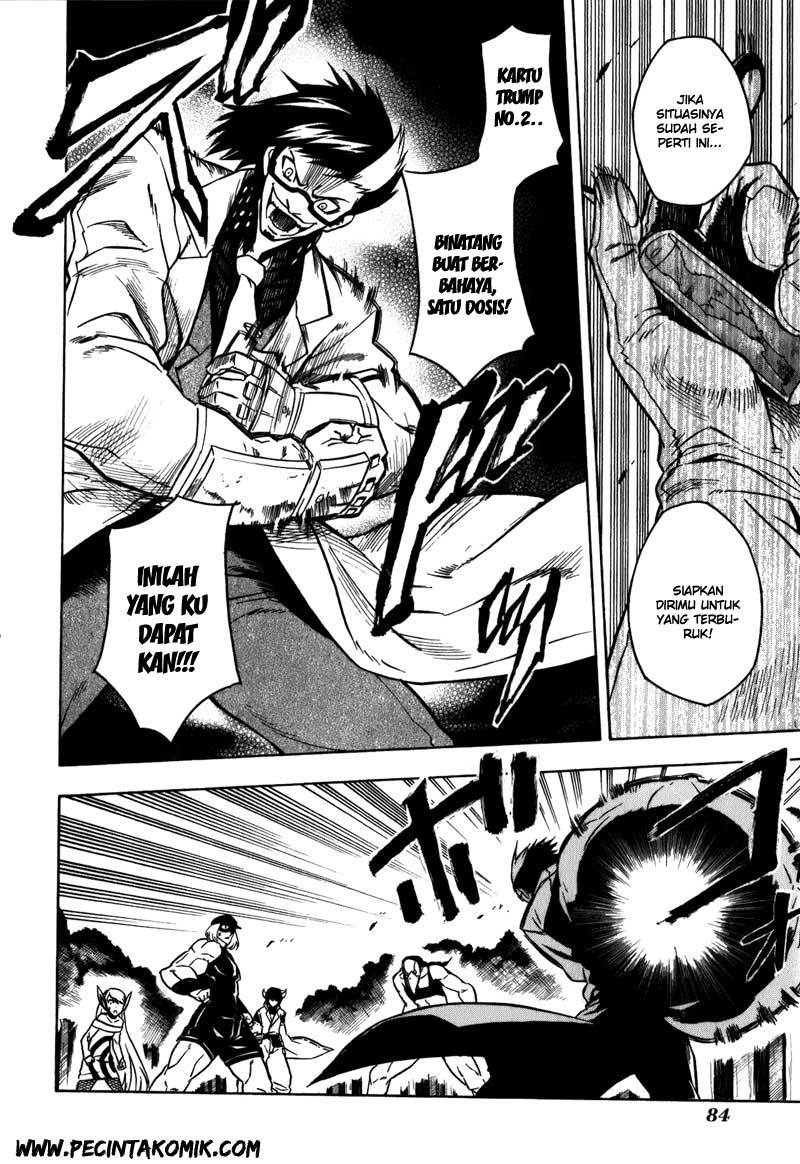 JIKA
SITUASINYA
SUDAH SE-
PERTI INI...
SIAPKAN
DIRIMU UNTUK
YANG TERBU-
RUK!
KARTU
TRUMP
NO.2..
BINATANG
BUAT BER-
BAHAYA,
SATU DOSIS!
INILAH
YANG KU
DAPAT
KAN!!!
84
WWW.PECINTAKOMIK.COM